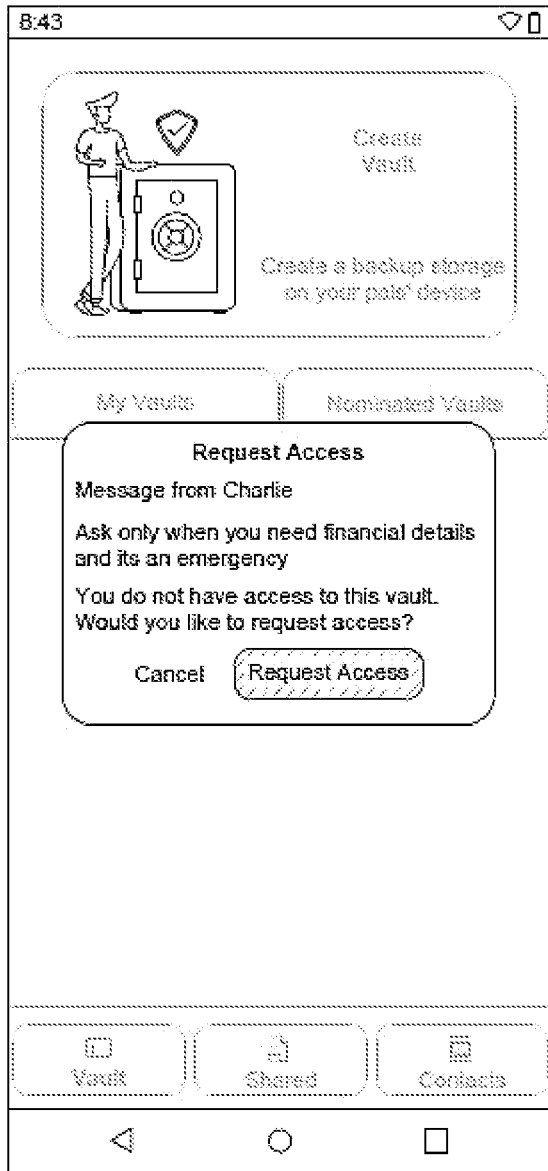 8:43
Create
Vault
Create a backup storage
on your pals' device
My Vaults
Nominated Vaults
Request Access
Message from Charlie
Ask only when you need financial details
and its an emergency
You do not have access to this vault.
Would you like to request access?
Cancel
Request Access
Vault
Shared
Contacts